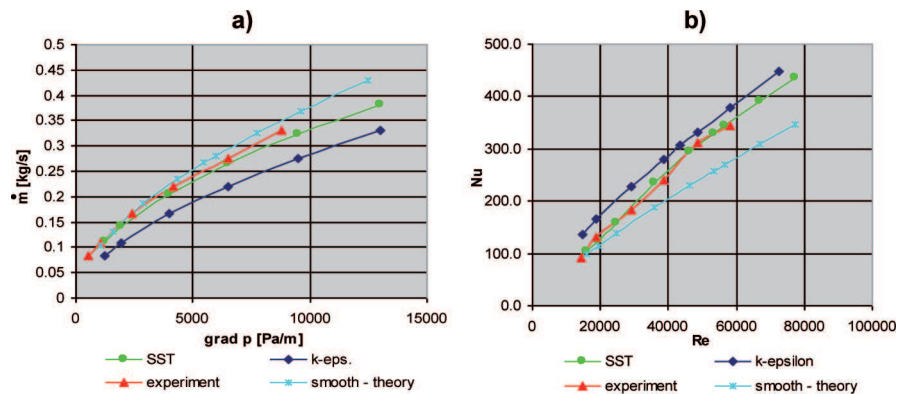 a)
0.5
0.45
0.4
0.35
0.3
0.25
0.2
0.15
0.1
0.05
0
ṁ [kg/s]
0 5000 10000 15000
grad p [Pa/m]
SST k-eps.
experiment smooth - theory
b)
500.0
400.0
300.0
200.0
100.0
0.0
Nu
0 20000 40000 60000 80000 100000
Re
SST k-epsilon
experiment smooth - theory